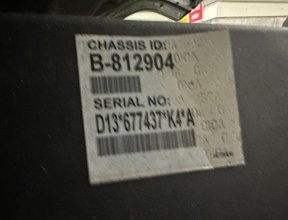 CHASSIS ID:
B-812904
SERIAL NO:
D13*677437*K4*A